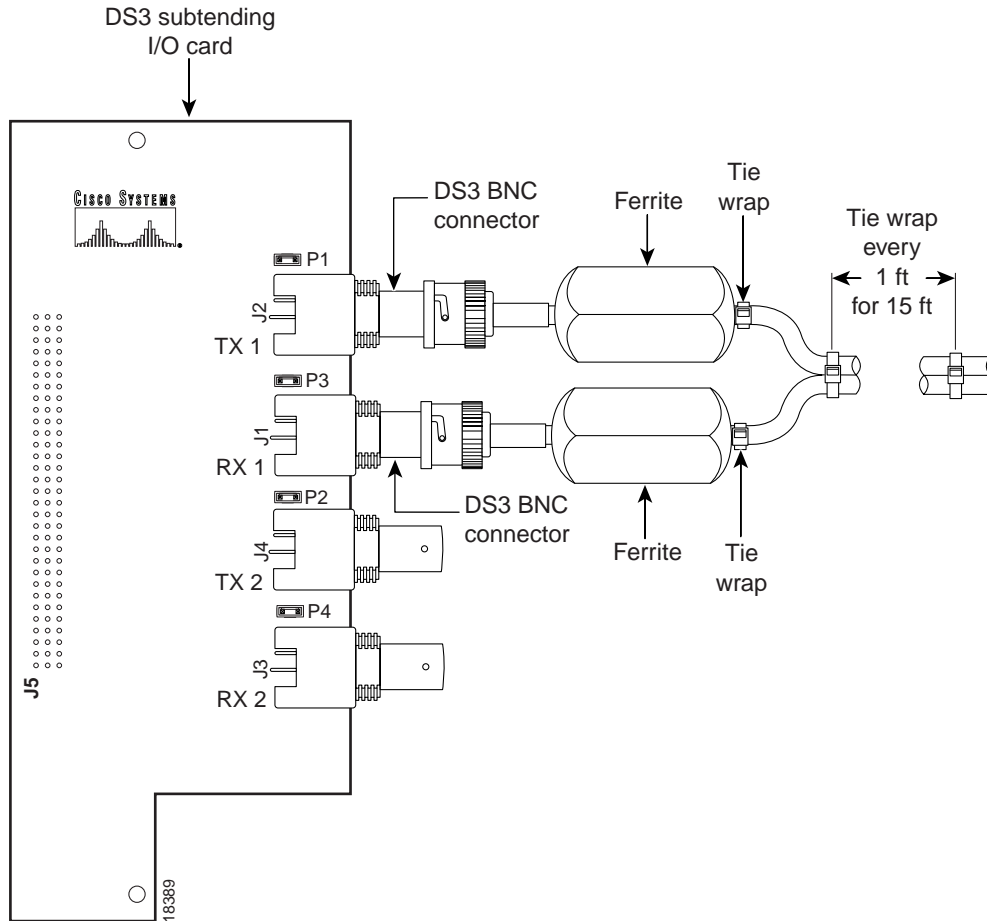 DS3 subtending
I/O card
CISCO SYSTEMS
DS3 BNC
connector
Ferrite
Tie
wrap
Tie wrap
every
1 ft
for 15 ft
P1
J2
TX 1
P3
J1
RX 1
P2
DS3 BNC
connector
Ferrite
Tie
wrap
J4
TX 2
P4
J3
RX 2
J5
18389